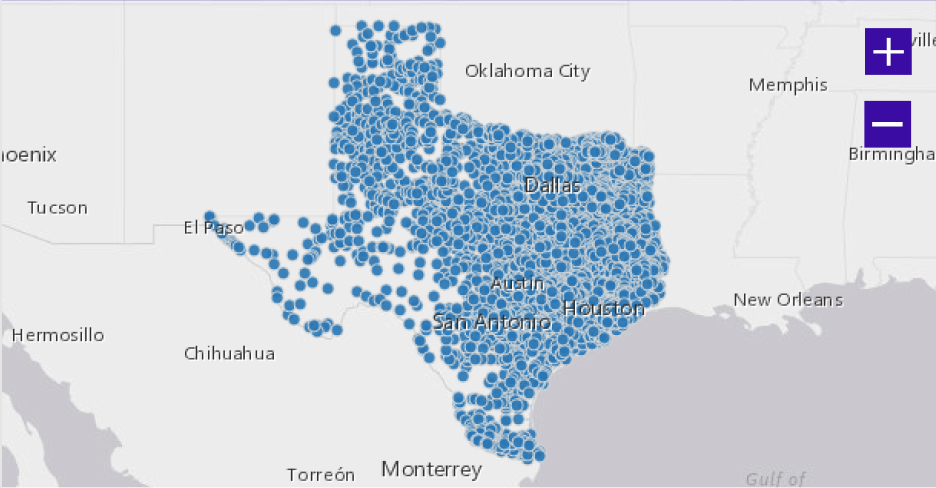 +
ville
Oklahoma City
Memphis
−
hoenix
Birmingha
Dallas
Tucson
El Paso
Austin
New Orleans
Houston
San Antonio
Hermosillo
Chihuahua
Monterrey
Torreón
Gulf of